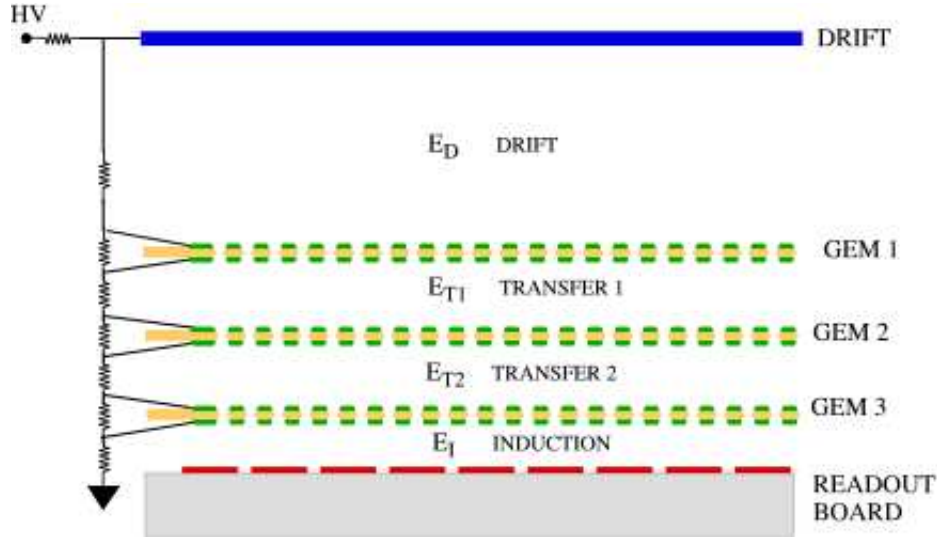 HV
DRIFT
E_D DRIFT
GEM 1
E_T1 TRANSFER 1
GEM 2
E_T2 TRANSFER 2
GEM 3
E_I INDUCTION
READOUT
BOARD